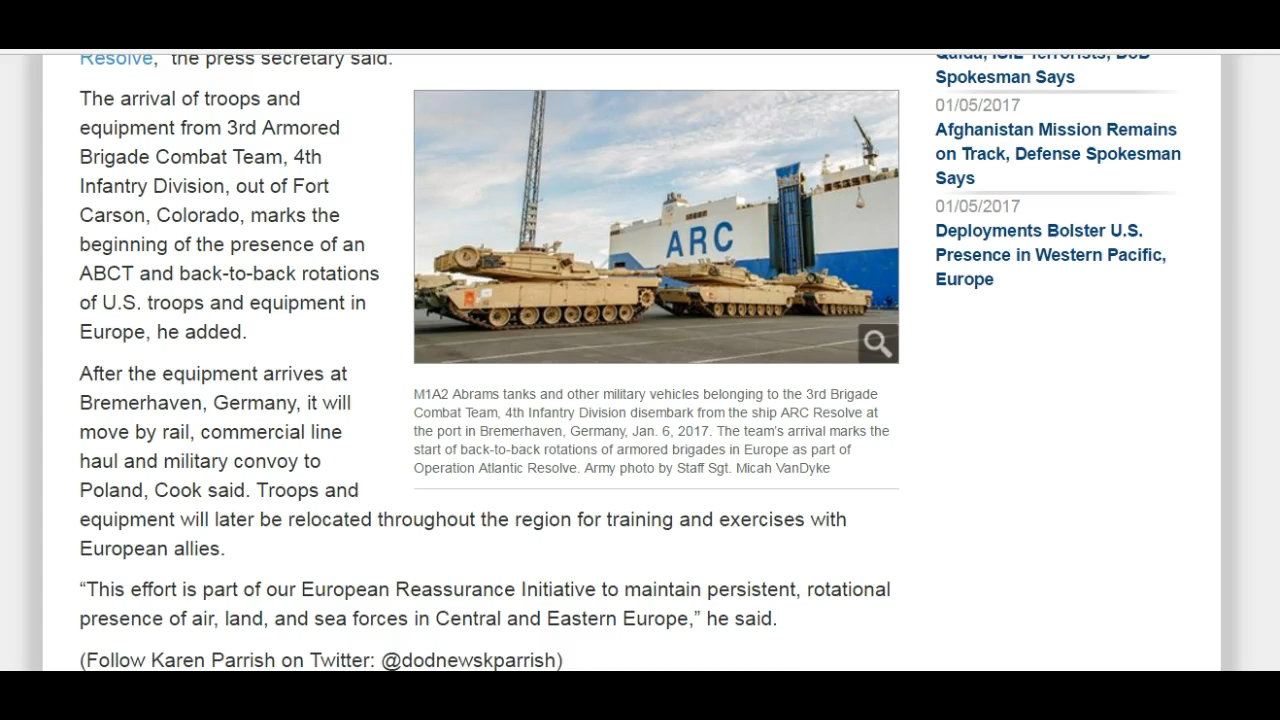 Resolve,” the press secretary said.
The arrival of troops and
equipment from 3rd Armored
Brigade Combat Team, 4th
Infantry Division, out of Fort
Carson, Colorado, marks the
beginning of the presence of an
ABCT and back-to-back rotations
of U.S. troops and equipment in
Europe, he added.
After the equipment arrives at
Bremerhaven, Germany, it will
move by rail, commercial line
haul and military convoy to
Poland, Cook said. Troops and
equipment will later be relocated throughout the region for training and exercises with
European allies.
“This effort is part of our European Reassurance Initiative to maintain persistent, rotational
presence of air, land, and sea forces in Central and Eastern Europe,” he said.
(Follow Karen Parrish on Twitter: @dodnewskparrish)
ARC
M1A2 Abrams tanks and other military vehicles belonging to the 3rd Brigade
Combat Team, 4th Infantry Division disembark from the ship ARC Resolve at
the port in Bremerhaven, Germany, Jan. 6, 2017. The team's arrival marks the
start of back-to-back rotations of armored brigades in Europe as part of
Operation Atlantic Resolve. Army photo by Staff Sgt. Micah VanDyke
Qaida, ISIL Terrorists, DoD
Spokesman Says
01/05/2017
Afghanistan Mission Remains
on Track, Defense Spokesman
Says
01/05/2017
Deployments Bolster U.S.
Presence in Western Pacific,
Europe